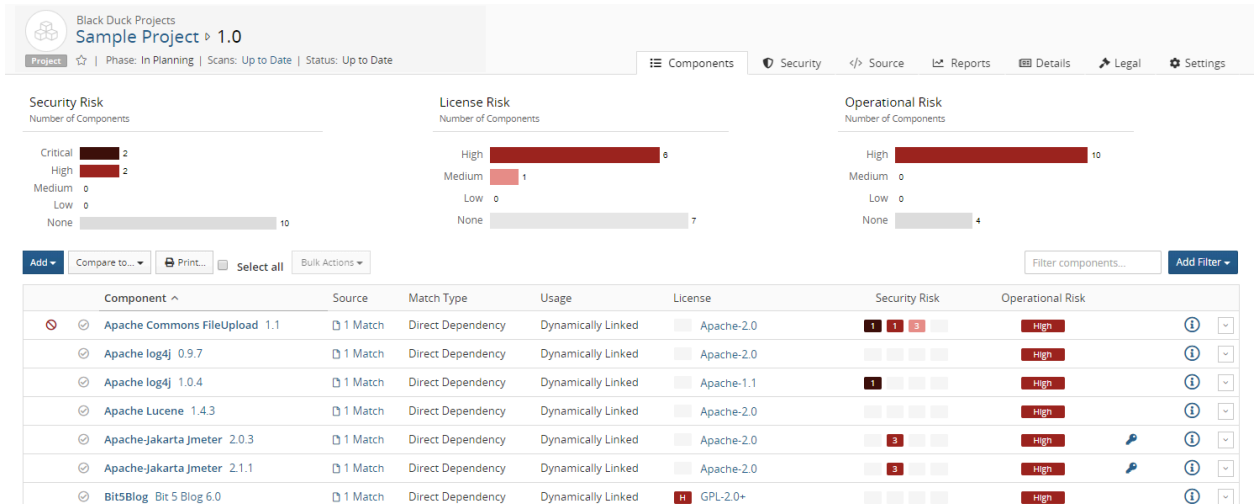 Black Duck Projects
Sample Project ▹ 1.0
Project | Phase: In Planning | Scans: Up to Date | Status: Up to Date
Components Security </> Source Reports Details Legal Settings
Security Risk
Number of Components
Critical 2
High 2
Medium 0
Low 0
None 10
License Risk
Number of Components
High 6
Medium 1
Low 0
None 7
Operational Risk
Number of Components
High 10
Medium 0
Low 0
None 4
Add Compare to... Print... Select all Bulk Actions Filter components... Add Filter
Component Source Match Type Usage License Security Risk Operational Risk
Apache Commons FileUpload 1.1 1 Match Direct Dependency Dynamically Linked Apache-2.0 1 1 3 High
Apache log4j 0.9.7 1 Match Direct Dependency Dynamically Linked Apache-2.0 High
Apache log4j 1.0.4 1 Match Direct Dependency Dynamically Linked Apache-1.1 1 High
Apache Lucene 1.4.3 1 Match Direct Dependency Dynamically Linked Apache-2.0 High
Apache-Jakarta Jmeter 2.0.3 1 Match Direct Dependency Dynamically Linked Apache-2.0 3 High
Apache-Jakarta Jmeter 2.1.1 1 Match Direct Dependency Dynamically Linked Apache-2.0 3 High
Bit5Blog Bit 5 Blog 6.0 1 Match Direct Dependency Dynamically Linked H GPL-2.0+ High